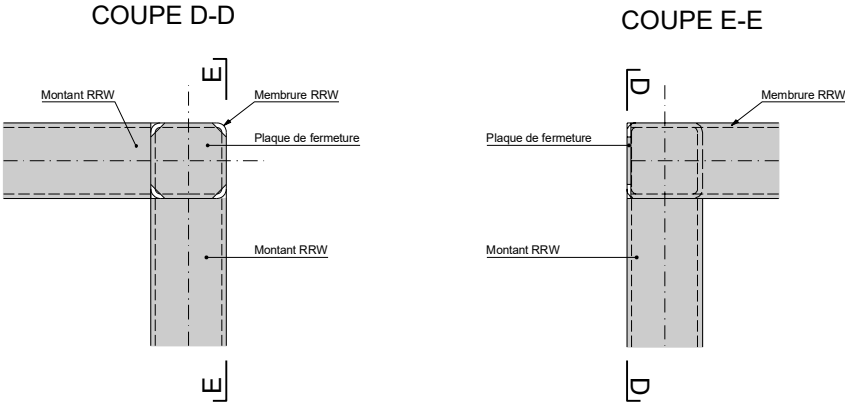 COUPE D-D
E
Montant RRW
Membrure RRW
Plaque de fermeture
Montant RRW
E
COUPE E-E
D
Membrure RRW
Plaque de fermeture
Montant RRW
D